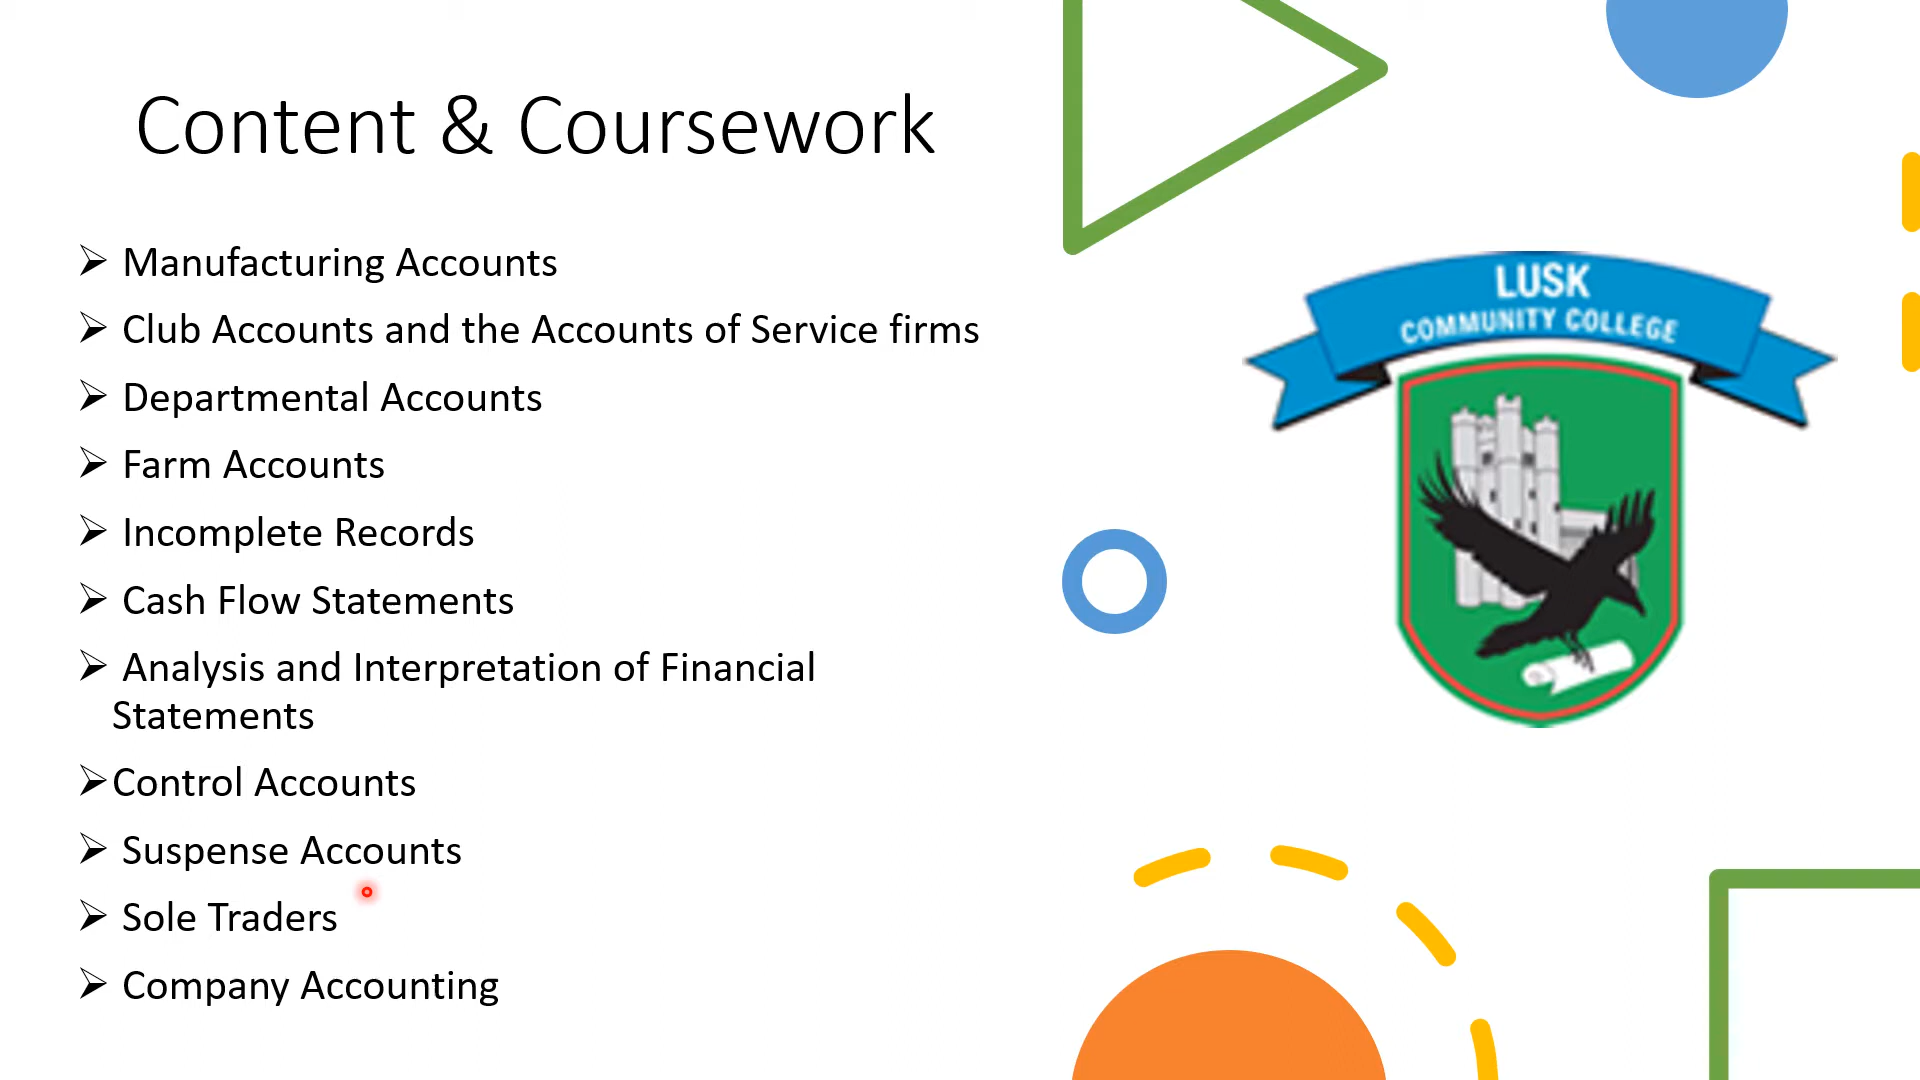 Content & Coursework
Manufacturing Accounts
Club Accounts and the Accounts of Service firms
Departmental Accounts
Farm Accounts
Incomplete Records
Cash Flow Statements
Analysis and Interpretation of Financial
Statements
Control Accounts
Suspense Accounts
Sole Traders
Company Accounting
LUSK
COMMUNITY COLLEGE